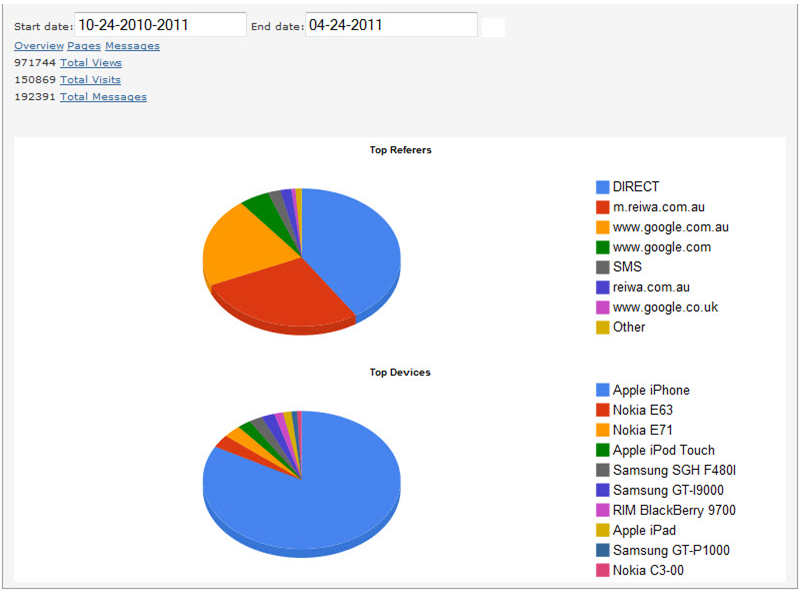 Start date: 10-24-2010-2011 End date: 04-24-2011
Overview Pages Messages
971744 Total Views
150869 Total Visits
192391 Total Messages
Top Referers
DIRECT
m.reiwa.com.au
www.google.com.au
www.google.com
SMS
reiwa.com.au
www.google.co.uk
Other
Top Devices
Apple iPhone
Nokia E63
Nokia E71
Apple iPod Touch
Samsung SGH F480I
Samsung GT-I9000
RIM BlackBerry 9700
Apple iPad
Samsung GT-P1000
Nokia C3-00